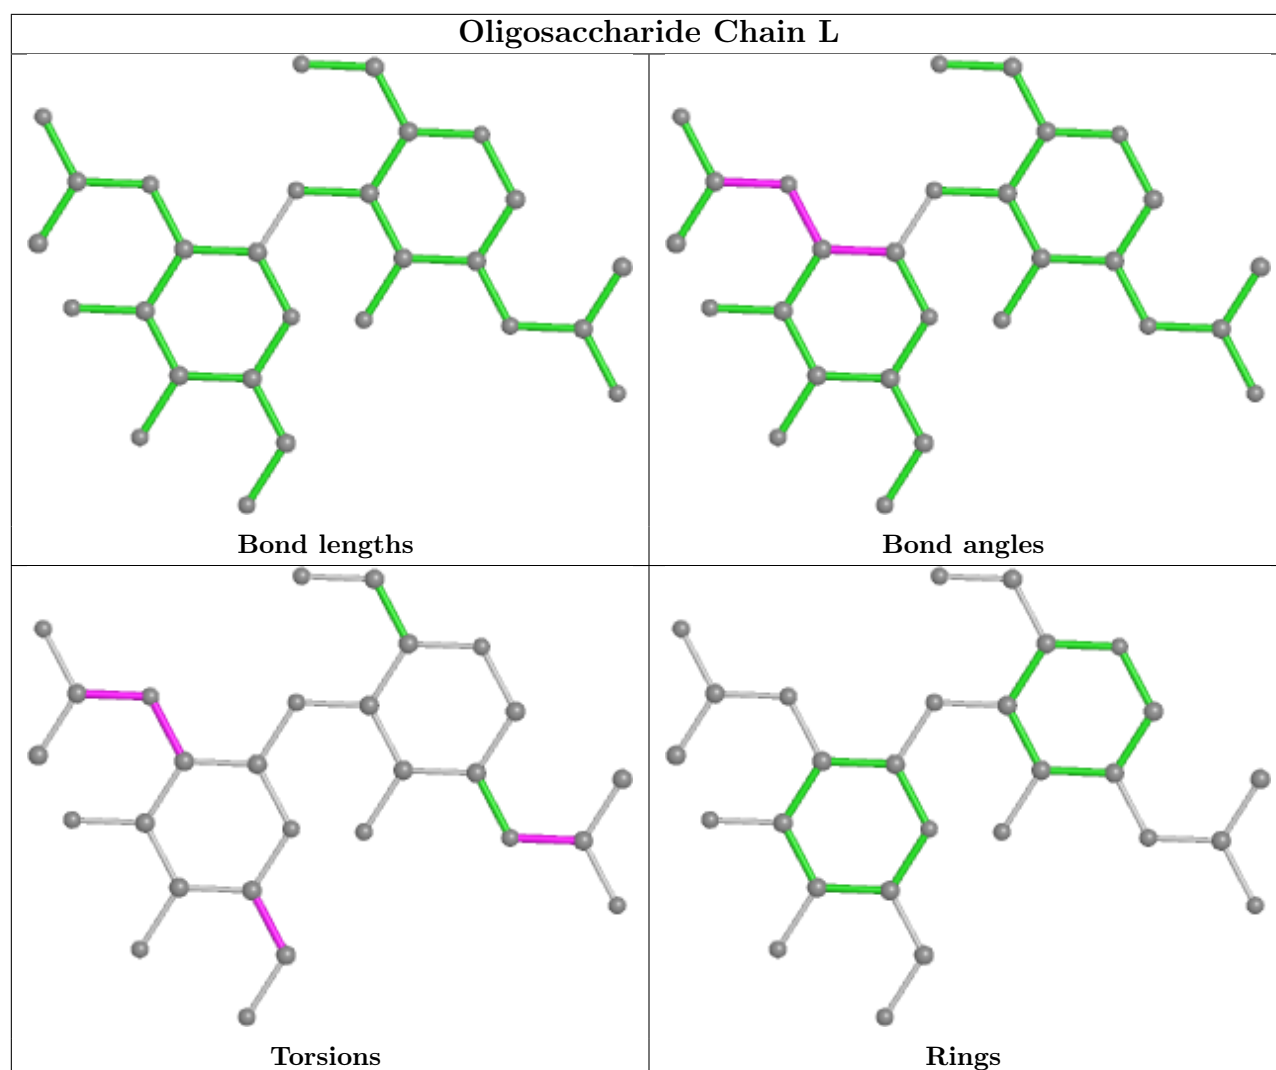 Oligosaccharide Chain L
Bond lengths
Bond angles
Torsions
Rings